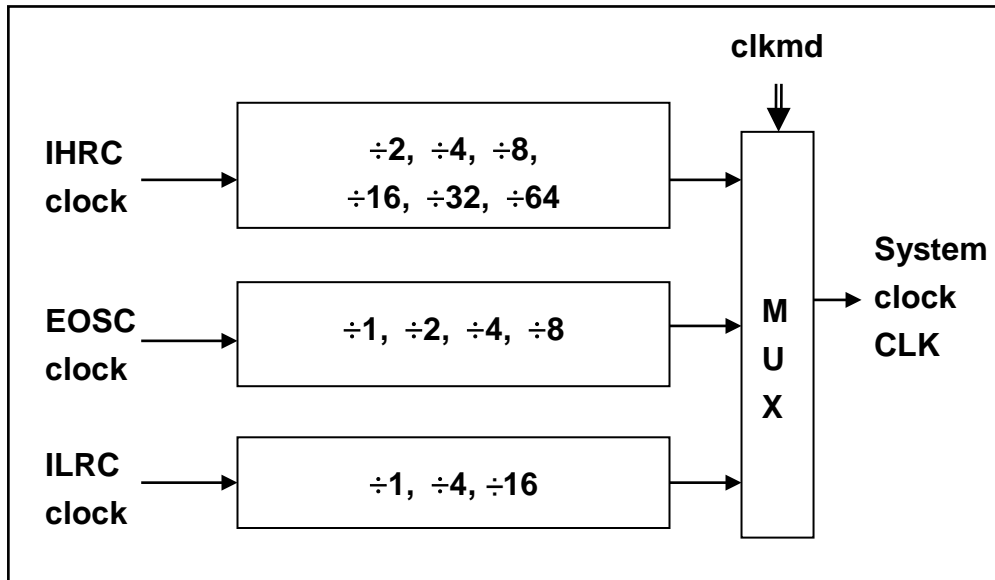 clkmd
IHRC
clock
÷2, ÷4, ÷8,
÷16, ÷32, ÷64
EOSC
clock
÷1, ÷2, ÷4, ÷8
ILRC
clock
÷1, ÷4, ÷16
M
U
X
System
clock
CLK